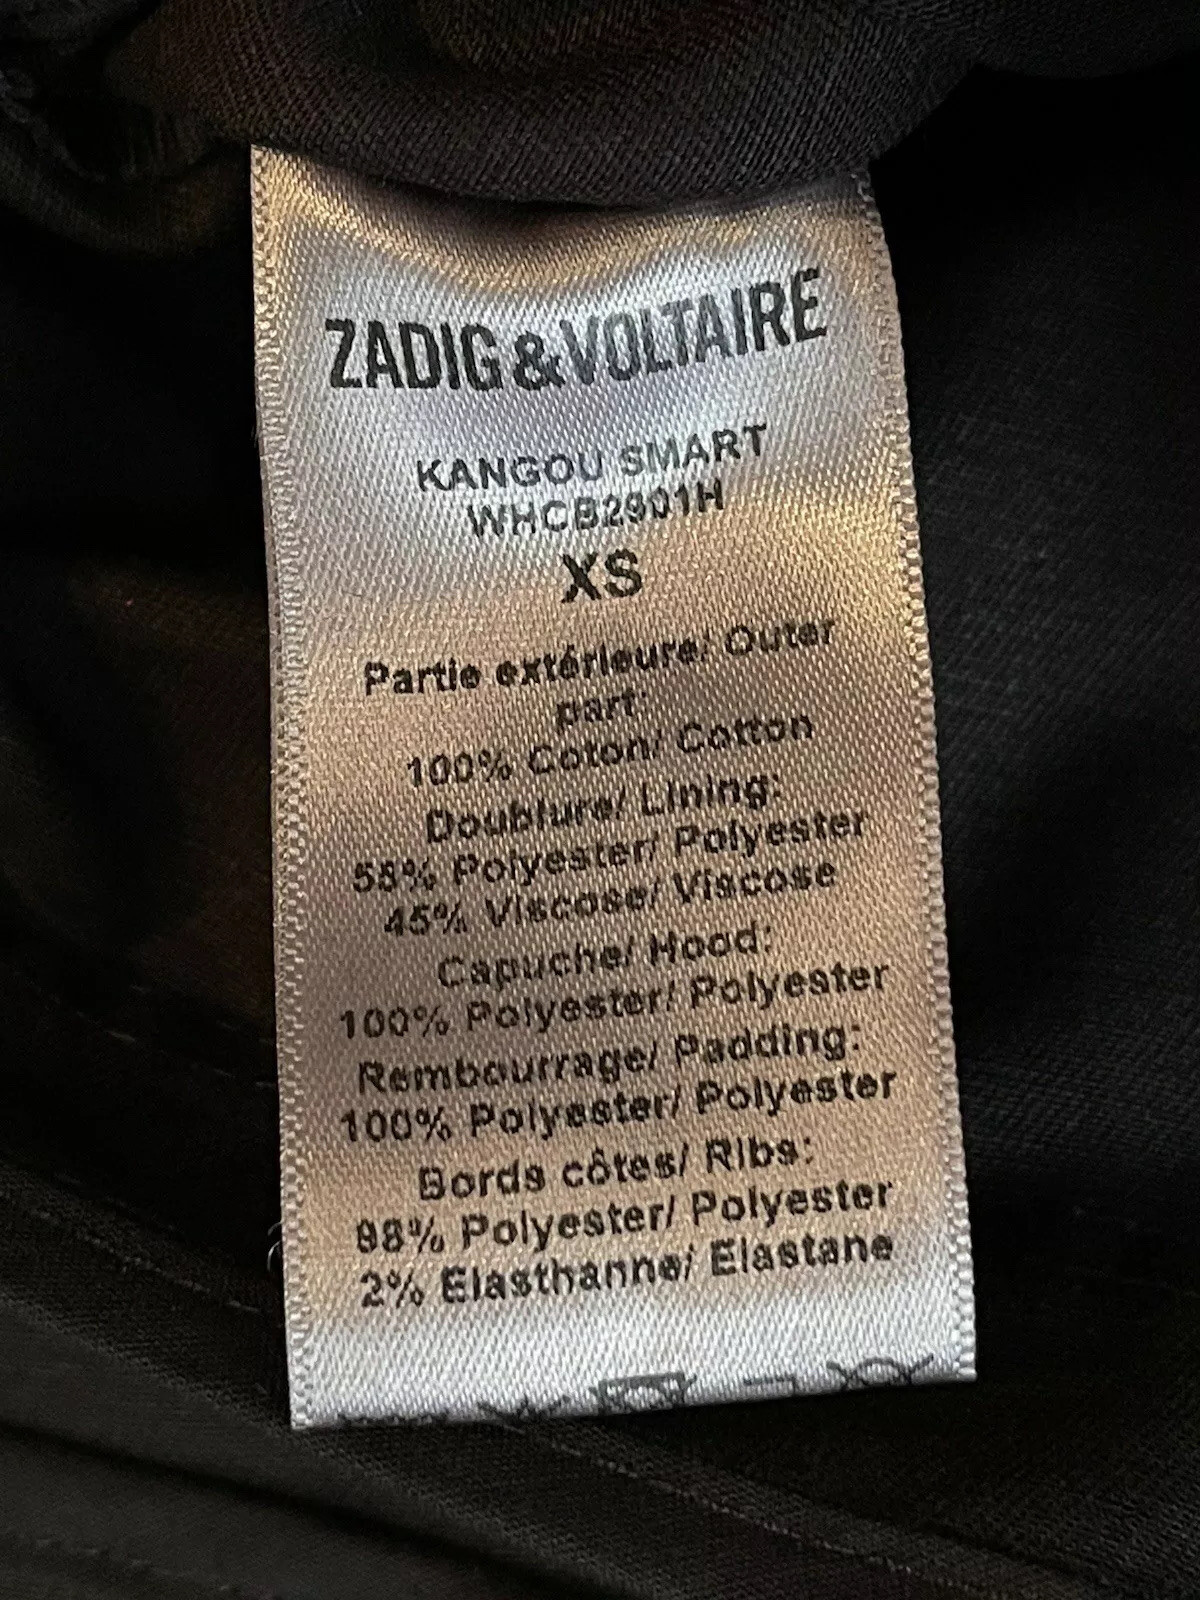 ZADIG&VOLTAIRE
KANGOU SMART
WHCB2901H
XS
Partie extérieure/ Outer
part:
100% Coton/ Cotton
Doublure/ Lining:
55% Polyester/ Polyester
45% Viscose/ Viscose
Capuche/ Hood:
100% Polyester/ Polyester
Rembourrage/ Padding:
100% Polyester/ Polyester
Bords côtes/ Ribs:
98% Polyester/ Polyester
2% Elasthanne/ Elastane